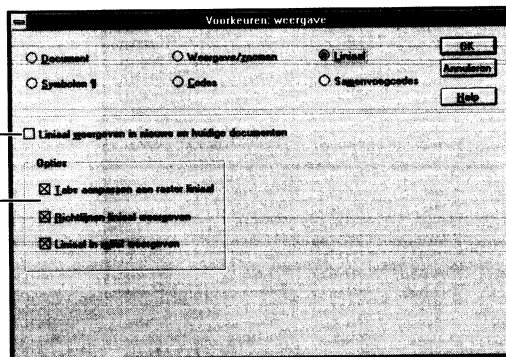 Voorkeuren: weergave
Document
Weergave/zoomen
Liniaal
Symbolen ¶
Codes
Samenvoegcodes
OK
Annuleren
Help
Liniaal weergeven in nieuwe en huidige documenten
Opties
Tabs aanpassen aan raster liniaal
Richtlijnen liniaal weergeven
Liniaal in reliëf weergeven